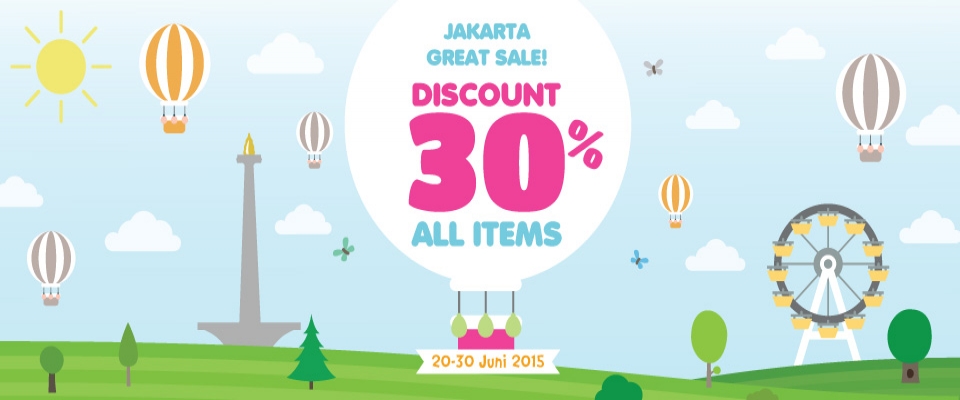 JAKARTA
GREAT SALE!
DISCOUNT
30%
ALL ITEMS
20-30 Juni 2015